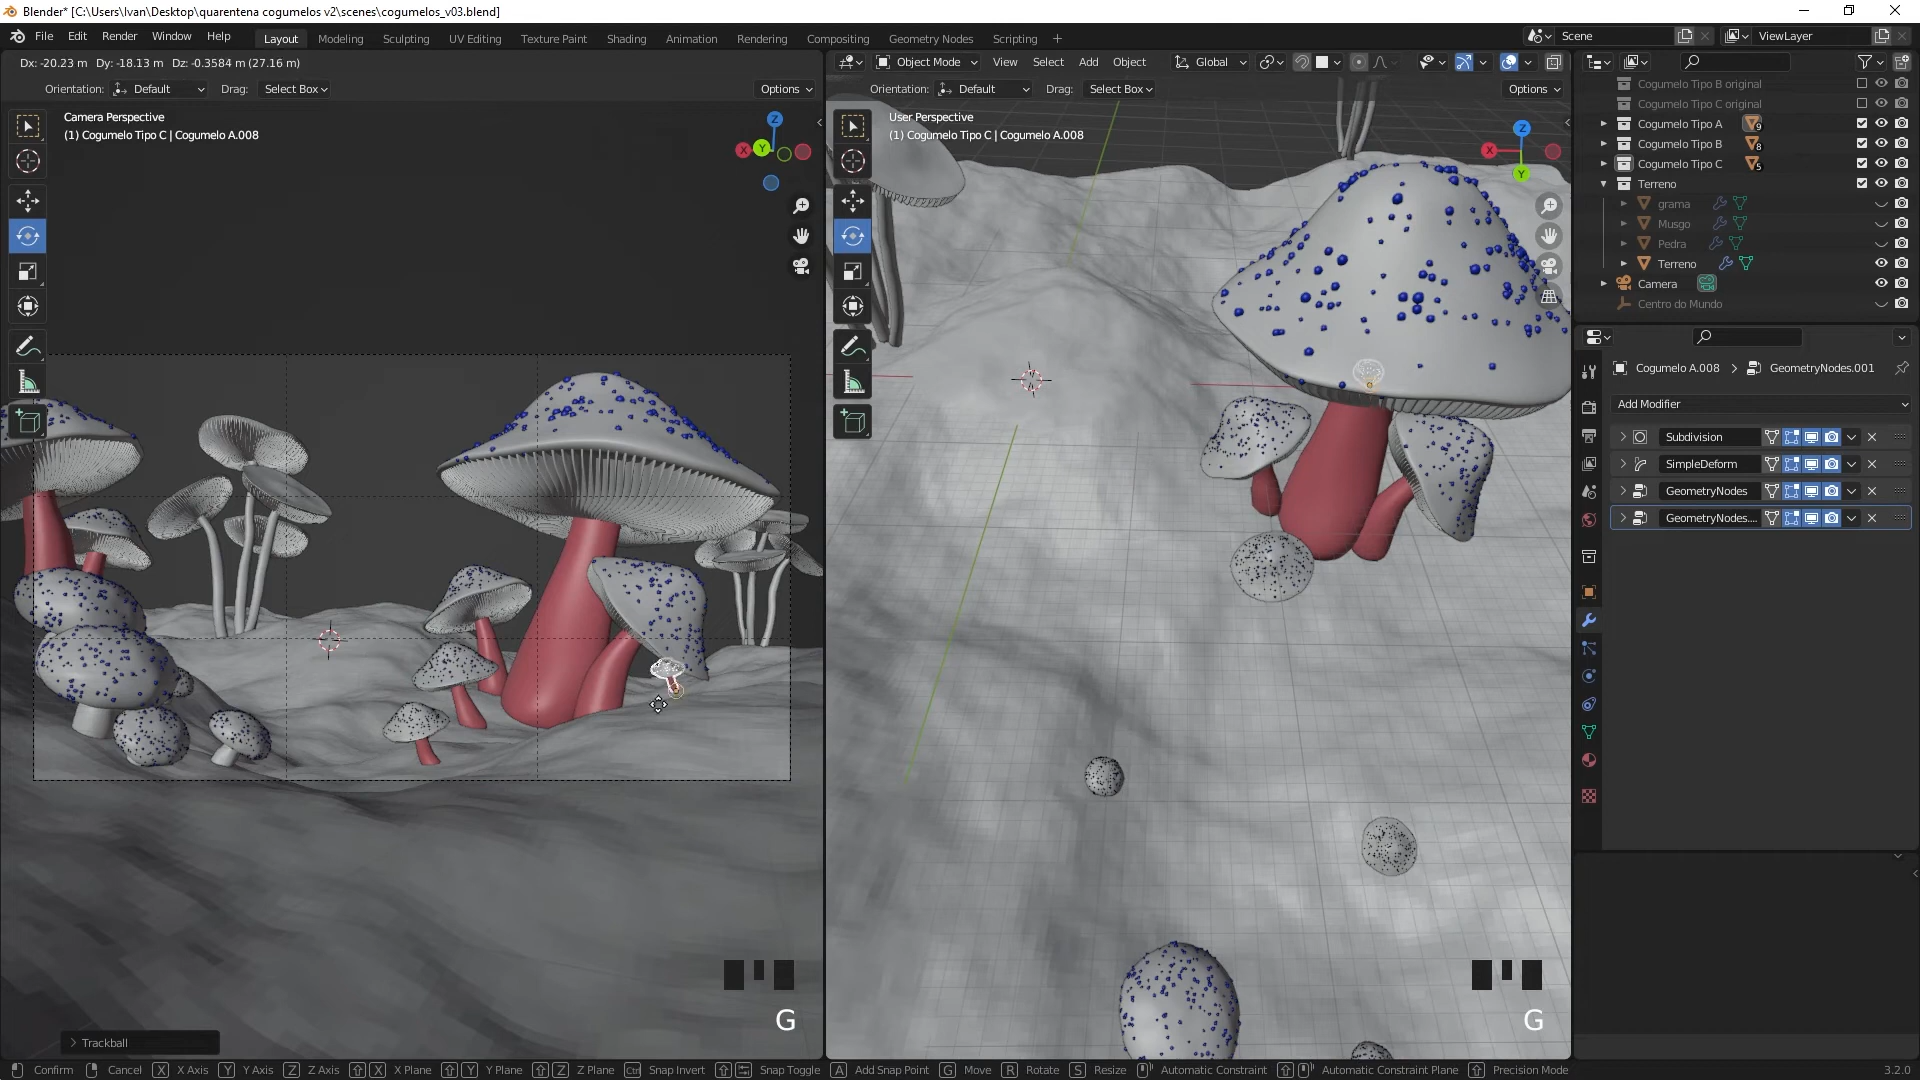 Blender* [C:\Users\Ivan\Desktop\quarentena cogumelos v2\scenes\cogumelos_v03.blend]
File Edit Render Window Help Layout Modeling Sculpting UV Editing Texture Paint Shading Animation Rendering Compositing Geometry Nodes Scripting + Scene ViewLayer
Dx: -20.23 m Dy: -18.13 m Dz: -0.3584 m (27.16 m)
Object Mode View Select Add Object Global
Orientation: Default Drag: Select Box Options
Orientation: Default Drag: Select Box Options
Camera Perspective
(1) Cogumelo Tipo C | Cogumelo A.008
User Perspective
(1) Cogumelo Tipo C | Cogumelo A.008
Z
X
Y
Z
X
Y
Cogumelo Tipo B original
Cogumelo Tipo C original
Cogumelo Tipo A 9
Cogumelo Tipo B 8
Cogumelo Tipo C 5
Terreno
grama
Musgo
Pedra
Terreno
Camera
Centro do Mundo
Cogumelo A.008 > GeometryNodes.001
Add Modifier
Subdivision
SimpleDeform
GeometryNodes
GeometryNodes....
G
G
Trackball
Confirm Cancel X X Axis Y Y Axis Z Z Axis X X Plane Y Y Plane Z Z Plane Ctrl Snap Invert Snap Toggle A Add Snap Point G Move R Rotate S Resize Automatic Constraint Automatic Constraint Plane Precision Mode 3.2.0